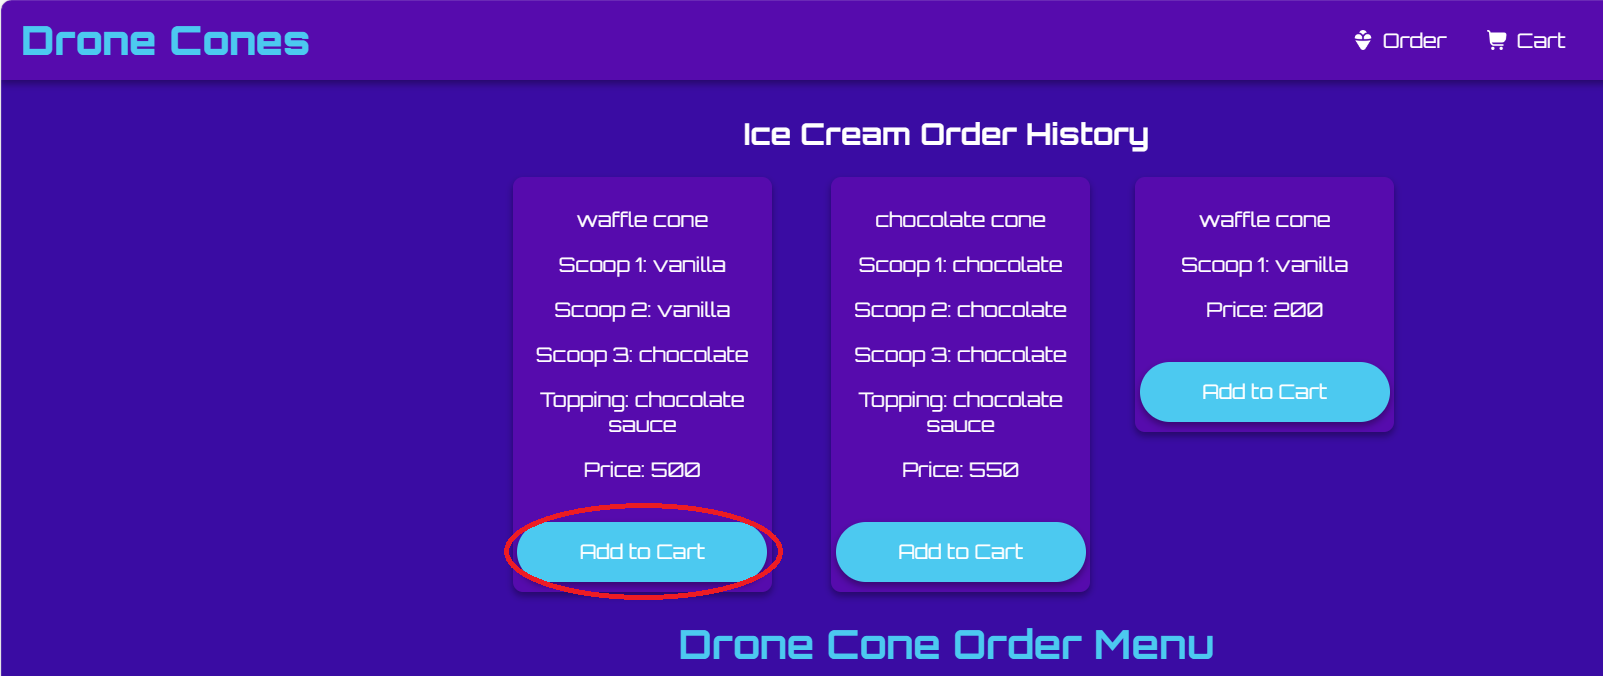 Drone Cones
Order
Cart
Ice Cream Order History
waffle cone
Scoop 1: vanilla
Scoop 2: vanilla
Scoop 3: chocolate
Topping: chocolate
sauce
Price: 500
Add to Cart
chocolate cone
Scoop 1: chocolate
Scoop 2: chocolate
Scoop 3: chocolate
Topping: chocolate
sauce
Price: 550
Add to Cart
waffle cone
Scoop 1: vanilla
Price: 200
Add to Cart
Drone Cone Order Menu